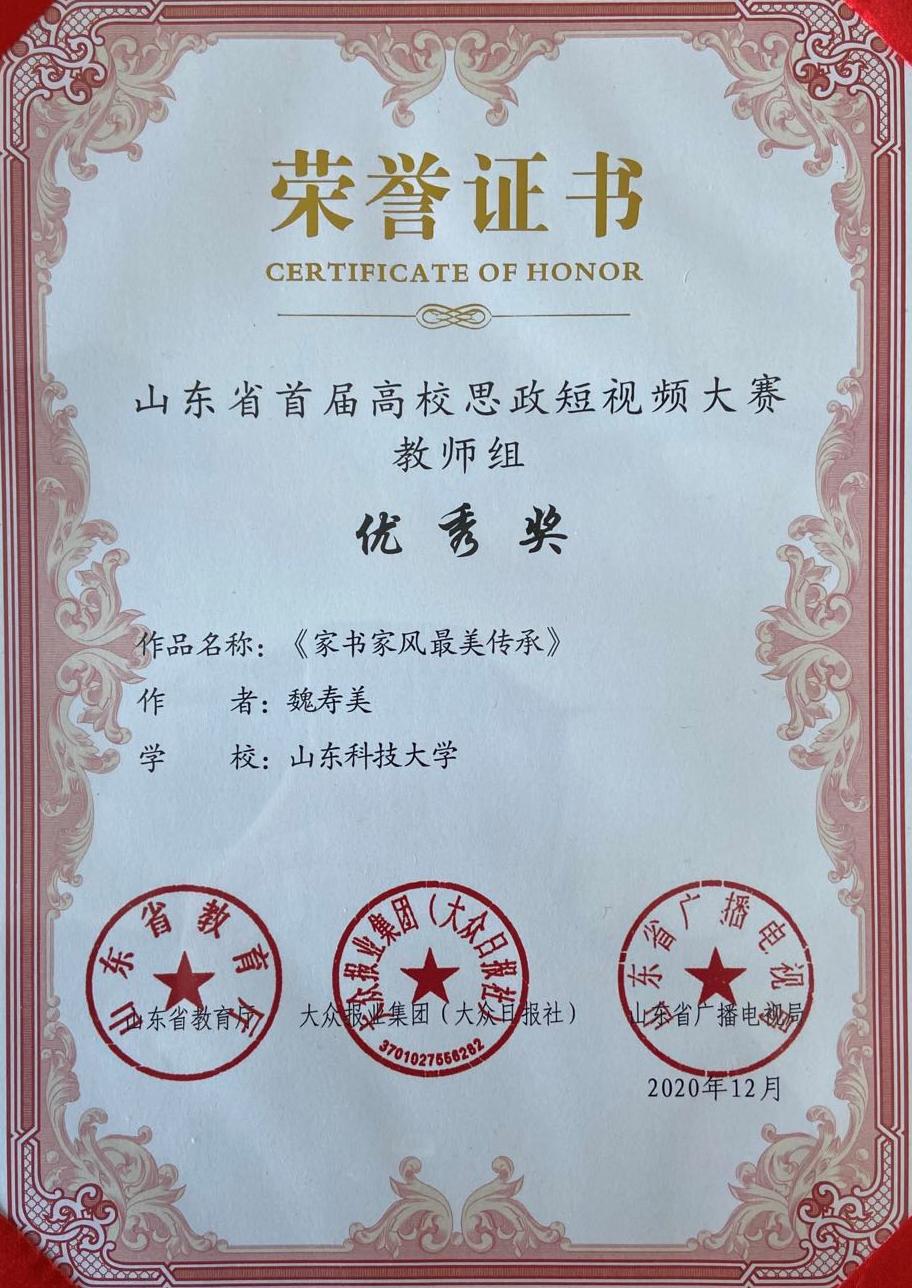 荣誉证书
CERTIFICATE OF HONOR
山东省首届高校思政短视频大赛
教师组
优秀奖
作品名称：《家书家风最美传承》
作 者：魏寿美
学 校：山东科技大学
山东省教育厅
大众报业集团（大众日报社）
山东省广播电视局
山东省教育厅
大众报业集团（大众日报社）
山东省广播电视局
3701027556282
2020年12月